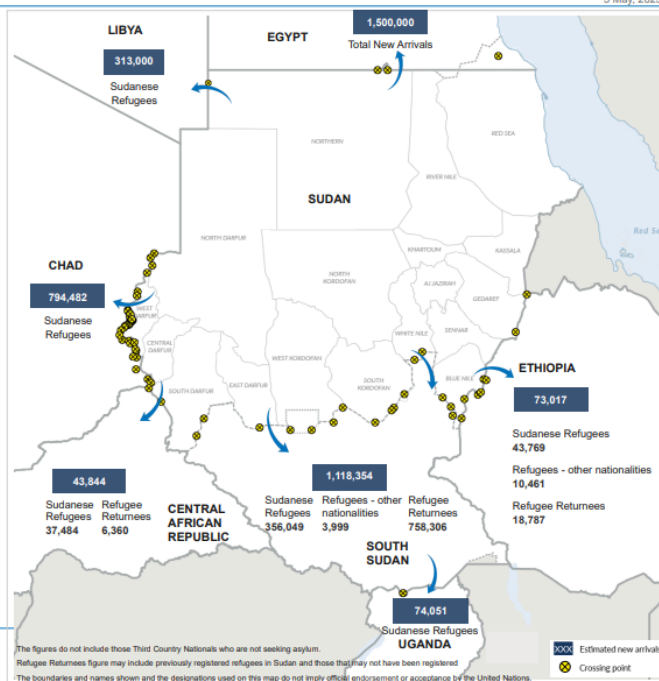 LIBYA
313,000
Sudanese
Refugees
EGYPT
1,500,000
Total New Arrivals
RED SEA
NORTHERN
RIVER NILE
SUDAN
NORTH DARFUR
KHARTOUM
KASSALA
CHAD
794,482
Sudanese
Refugees
NORTH
KORDOFAN
AJ JAZIRAH
GEDAREF
WEST
DARFUR
WHITE NILE
SENNAR
CENTRAL
DARFUR
WEST KORDOFAN
BLUE NILE
SOUTH DARFUR
EAST DARFUR
SOUTH
KORDOFAN
ETHIOPIA
73,017
Sudanese Refugees
43,769
Refugees - other nationalities
10,461
Refugee Returnees
18,787
43,844
Sudanese Refugees
37,484
Refugee Returnees
6,360
CENTRAL
AFRICAN
REPUBLIC
1,118,354
Sudanese Refugees
356,049
Refugees - other nationalities
3,999
Refugee Returnees
758,306
SOUTH
SUDAN
74,051
Sudanese Refugees
UGANDA
The figures do not include those Third Country Nationals who are not seeking asylum.
Refugee Returnees figure may include previously registered refugees in Sudan and those that may not have been registered
The boundaries and names shown and the designations used on this map do not imply official endorsement or acceptance by the United Nations.
XXX Estimated new arrivals
Crossing point